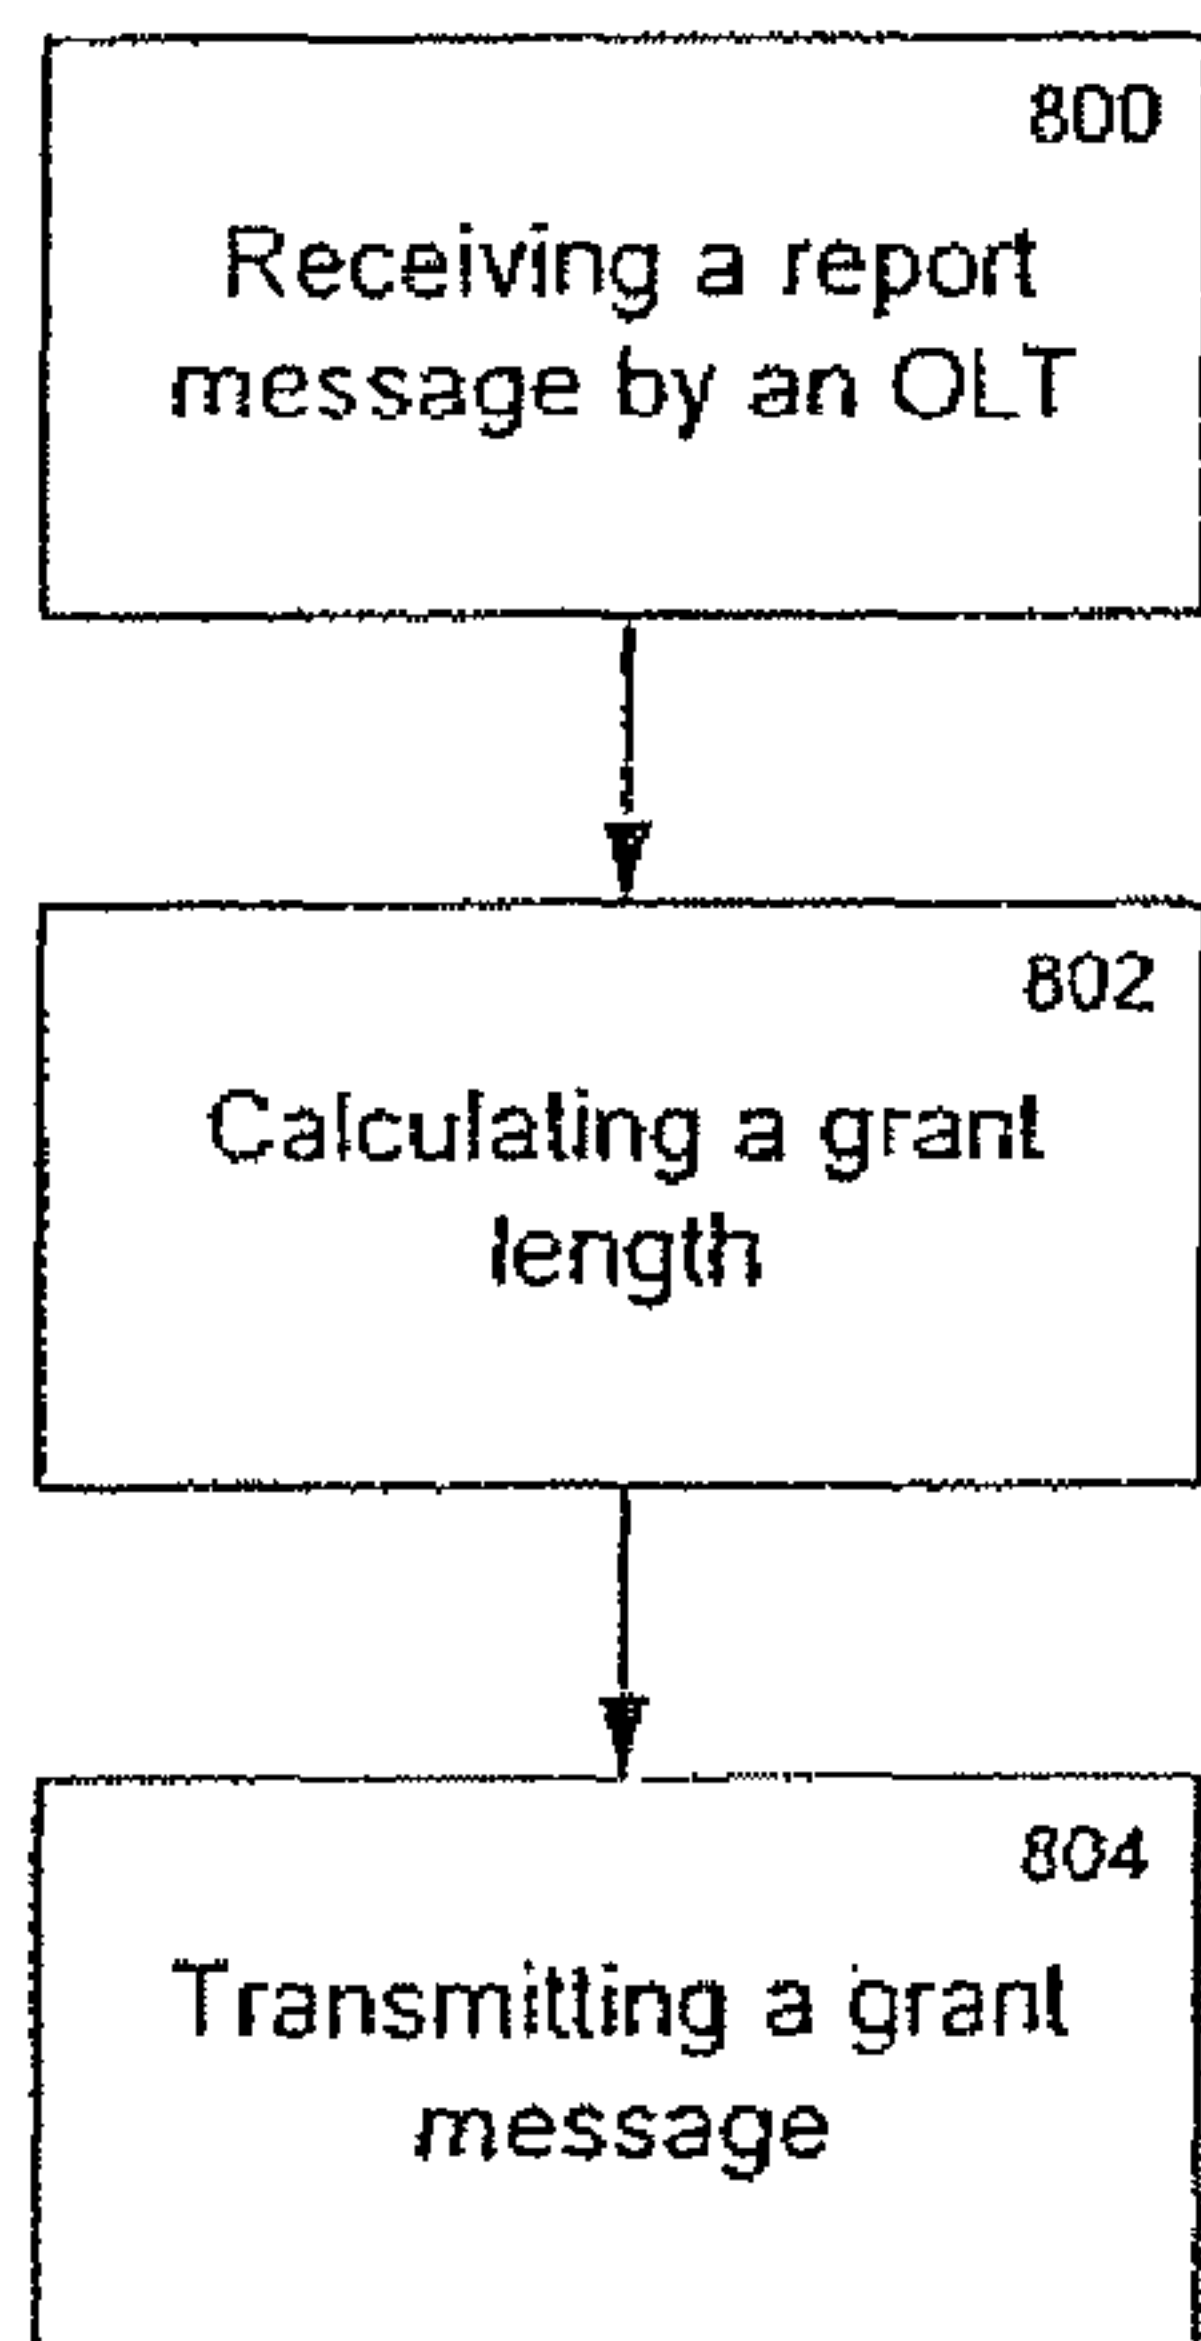 800
Receiving a report
message by an OLT
802
Calculating a grant
length
804
Transmitting a grant
message